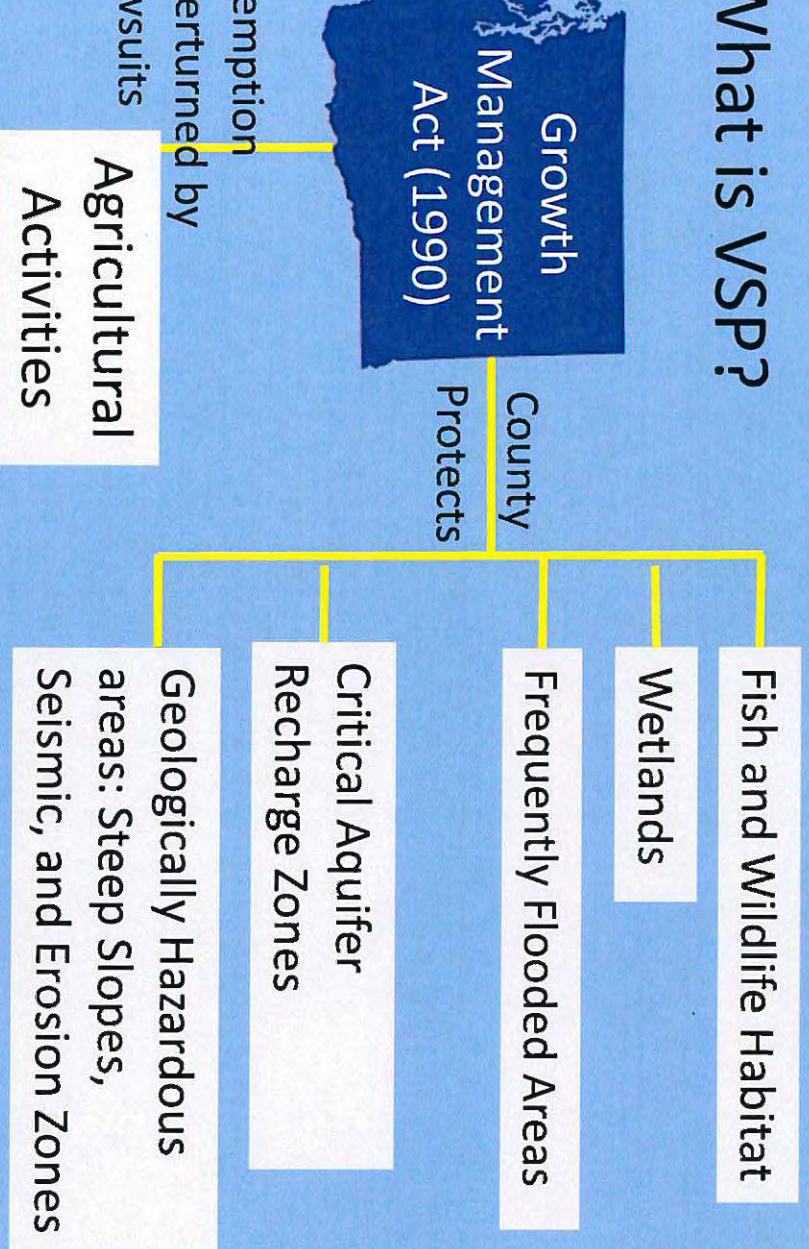 What is VSP?
Growth
Management
Act (1990)
County
Protects
Fish and Wildlife Habitat
Wetlands
Frequently Flooded Areas
Critical Aquifer
Recharge Zones
Geologically Hazardous
areas: Steep Slopes,
Seismic, and Erosion Zones
emption
erturned by
wsuits
Agricultural
Activities